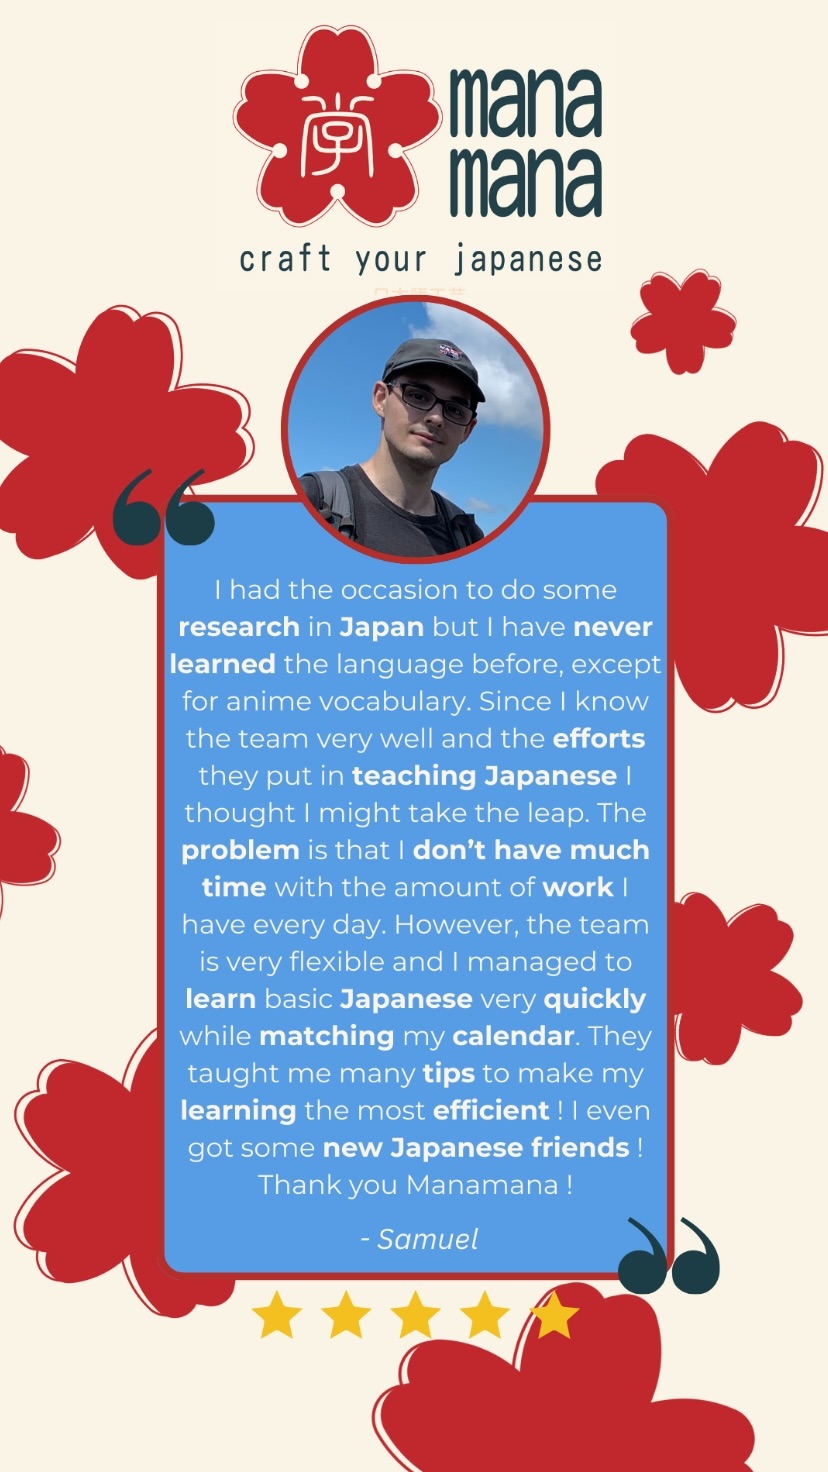 学
mana
mana
craft your japanese
I had the occasion to do some
research in Japan but I have never
learned the language before, except
for anime vocabulary. Since I know
the team very well and the efforts
they put in teaching Japanese I
thought I might take the leap. The
problem is that I don't have much
time with the amount of work I
have every day. However, the team
is very flexible and I managed to
learn basic Japanese very quickly
while matching my calendar. They
taught me many tips to make my
learning the most efficient ! I even
got some new Japanese friends !
Thank you Manamana !
- Samuel